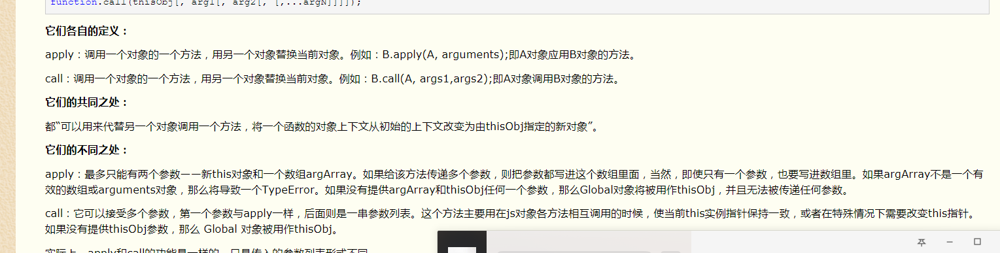 function.call(thisObj[, arg1[, arg2[, [,...argN]]]]);
它们各自的定义：
apply：调用一个对象的一个方法，用另一个对象替换当前对象。例如：B.apply(A, arguments);即A对象应用B对象的方法。
call：调用一个对象的一个方法，用另一个对象替换当前对象。例如：B.call(A, args1,args2);即A对象调用B对象的方法。
它们的共同之处：
都“可以用来代替另一个对象调用一个方法，将一个函数的对象上下文从初始的上下文改变为由thisObj指定的新对象”。
它们的不同之处：
apply：最多只能有两个参数——新this对象和一个数组argArray。如果给该方法传递多个参数，则把参数都写进这个数组里面，当然，即使只有一个参数，也要写进数组里。如果argArray不是一个有
效的数组或arguments对象，那么将导致一个TypeError。如果没有提供argArray和thisObj任何一个参数，那么Global对象将被用作thisObj，并且无法被传递任何参数。
call：它可以接受多个参数，第一个参数与apply一样，后面则是一串参数列表。这个方法主要用在js对象各方法相互调用的时候，使当前this实例指针保持一致，或者在特殊情况下需要改变this指针。
如果没有提供thisObj参数，那么 Global 对象被用作thisObj。
实际上，apply和call的功能是一样的，只是传入的参数列表形式不同